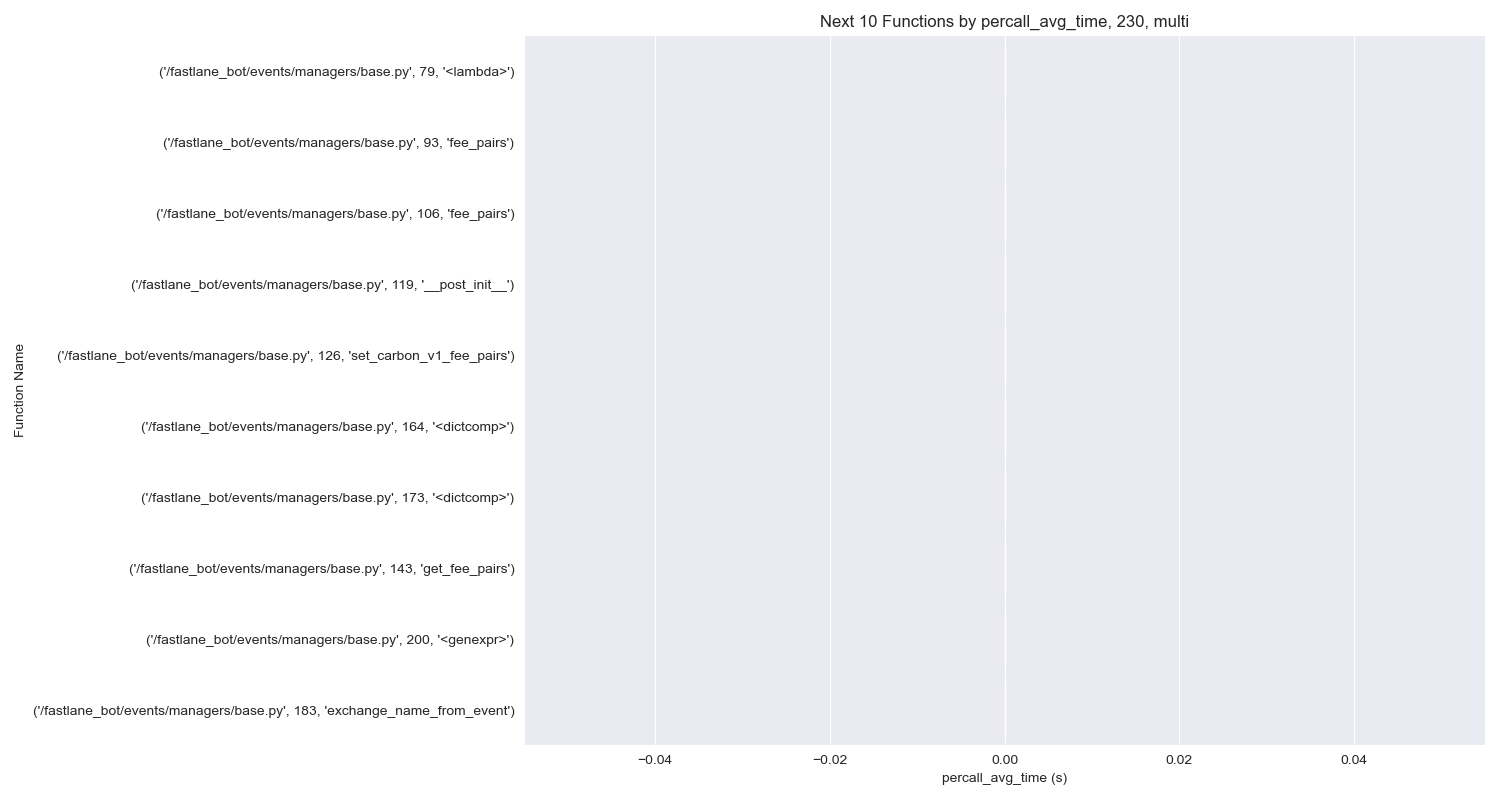 Next 10 Functions by percall_avg_time, 230, multi
('/fastlane_bot/events/managers/base.py', 79, '<lambda>')
('/fastlane_bot/events/managers/base.py', 93, 'fee_pairs')
('/fastlane_bot/events/managers/base.py', 106, 'fee_pairs')
('/fastlane_bot/events/managers/base.py', 119, '__post_init__')
('/fastlane_bot/events/managers/base.py', 126, 'set_carbon_v1_fee_pairs')
('/fastlane_bot/events/managers/base.py', 164, '<dictcomp>')
('/fastlane_bot/events/managers/base.py', 173, '<dictcomp>')
('/fastlane_bot/events/managers/base.py', 143, 'get_fee_pairs')
('/fastlane_bot/events/managers/base.py', 200, '<genexpr>')
('/fastlane_bot/events/managers/base.py', 183, 'exchange_name_from_event')
Function Name
−0.04 −0.02 0.00 0.02 0.04
percall_avg_time (s)